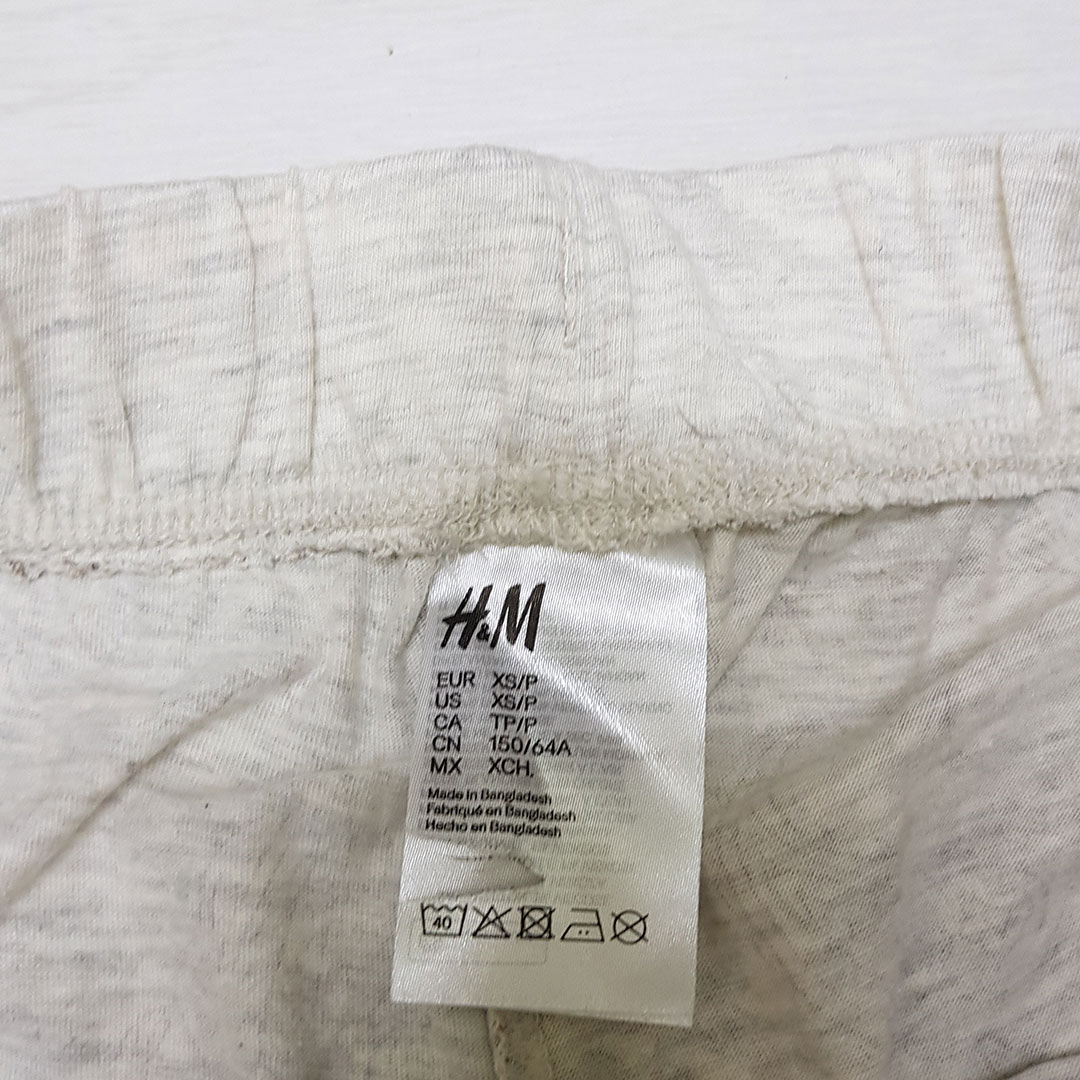 H&M
EUR XS/P
US XS/P
CA TP/P
CN 150/64A
MX XCH.
Made in Bangladesh
Fabriqué en Bangladesh
Hecho en Bangladesh
40